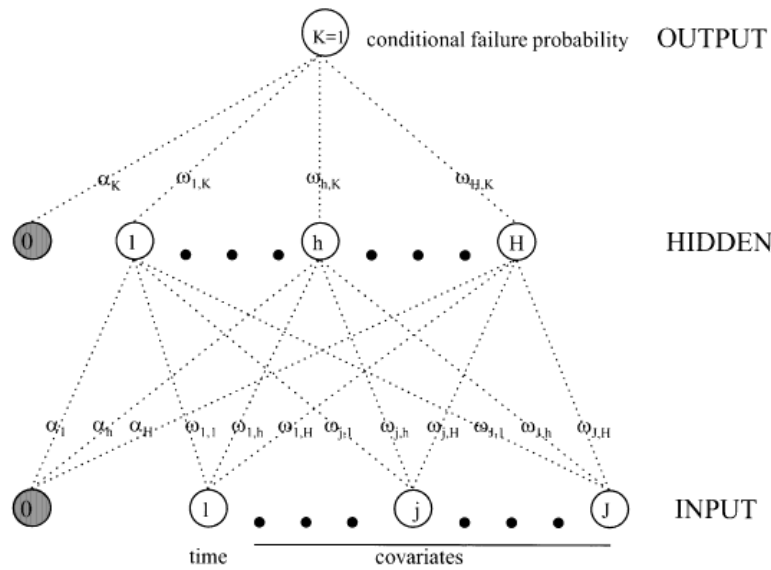 K=1 conditional failure probability OUTPUT
α_K ω_1,K ω_h,K ω_H,K
0 1 h H HIDDEN
α_1 α_h α_H ω_1,1 ω_1,h ω_1,H ω_j,1 ω_j,h ω_j,H ω_J,1 ω_J,h ω_J,H
0 1 j J INPUT
time covariates